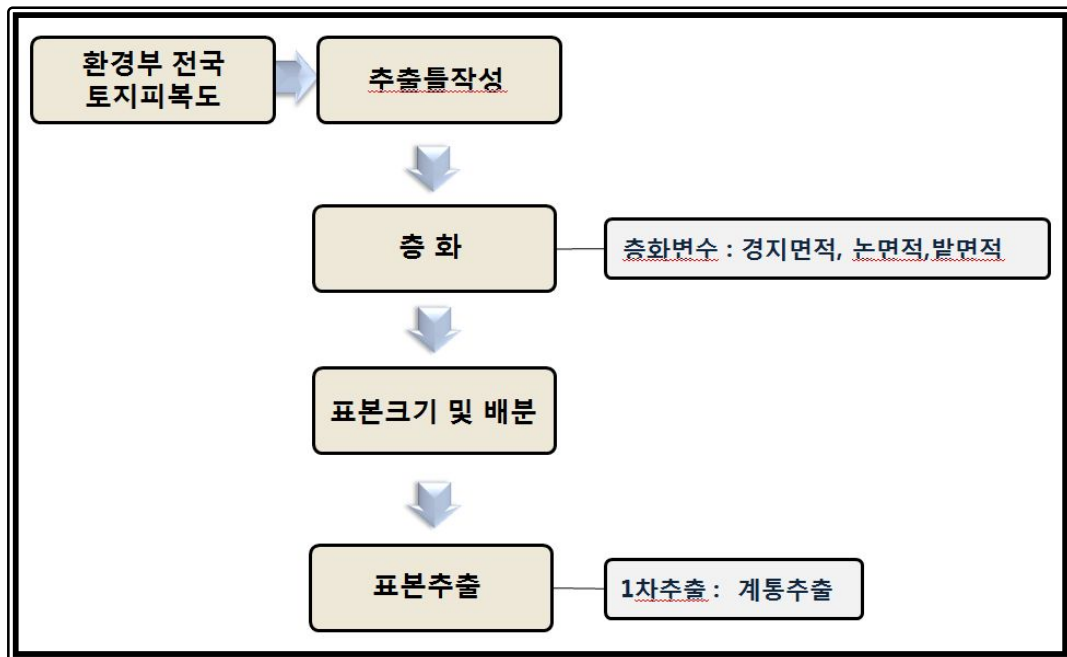 환경부 전국
토지피복도
추출틀작성
층 화
층화변수 : 경지면적, 논면적,밭면적
표본크기 및 배분
표본추출
1차추출 : 계통추출